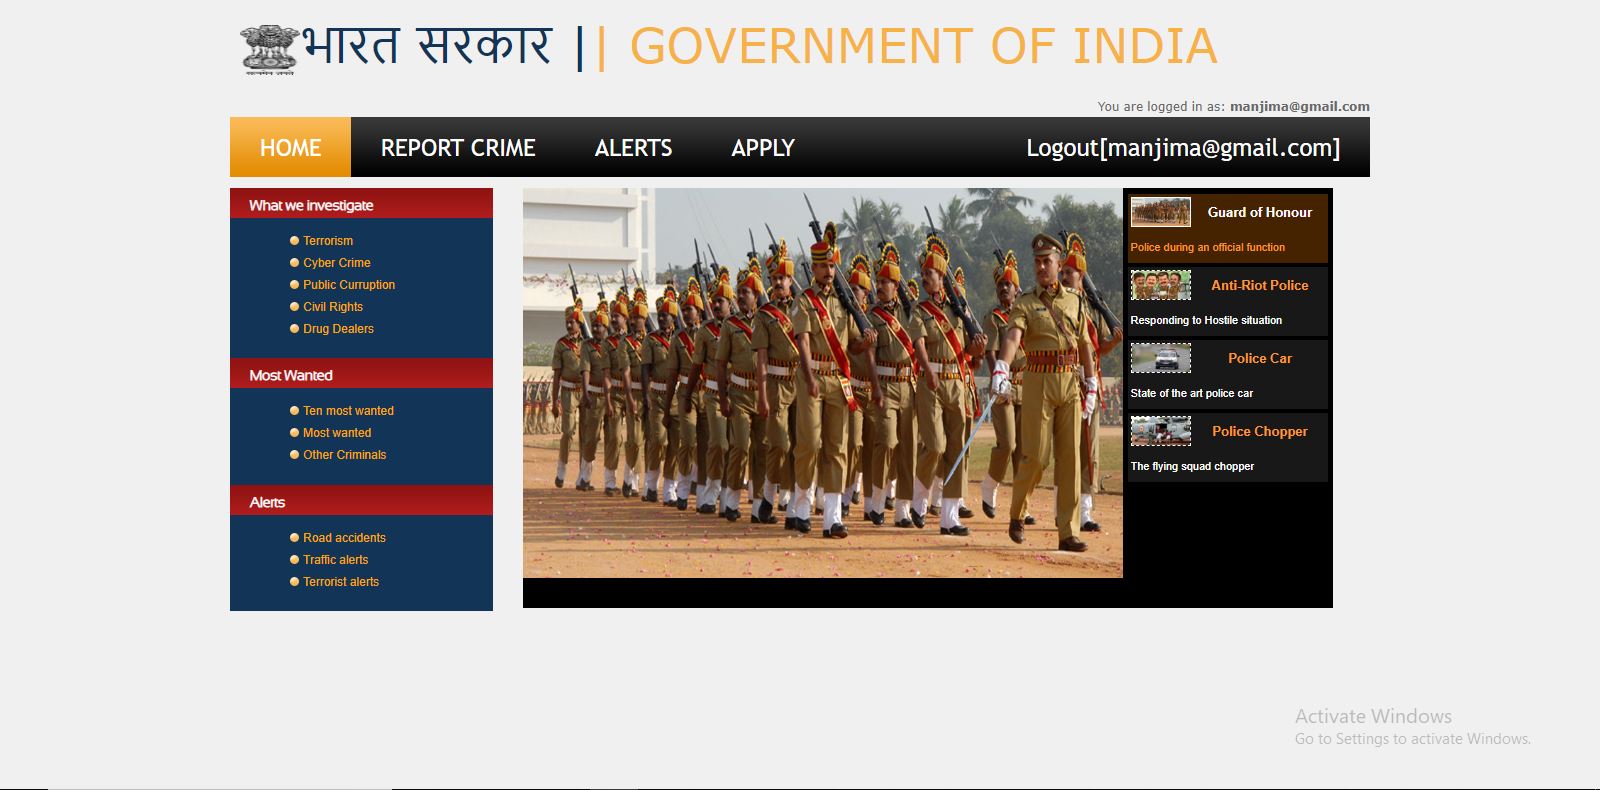 भारत सरकार || GOVERNMENT OF INDIA
You are logged in as: manjima@gmail.com
HOME REPORT CRIME ALERTS APPLY Logout[manjima@gmail.com]
What we investigate
Terrorism
Cyber Crime
Public Curruption
Civil Rights
Drug Dealers
Most Wanted
Ten most wanted
Most wanted
Other Criminals
Alerts
Road accidents
Traffic alerts
Terrorist alerts
Guard of Honour
Police during an official function
Anti-Riot Police
Responding to Hostile situation
Police Car
State of the art police car
Police Chopper
The flying squad chopper
Activate Windows
Go to Settings to activate Windows.